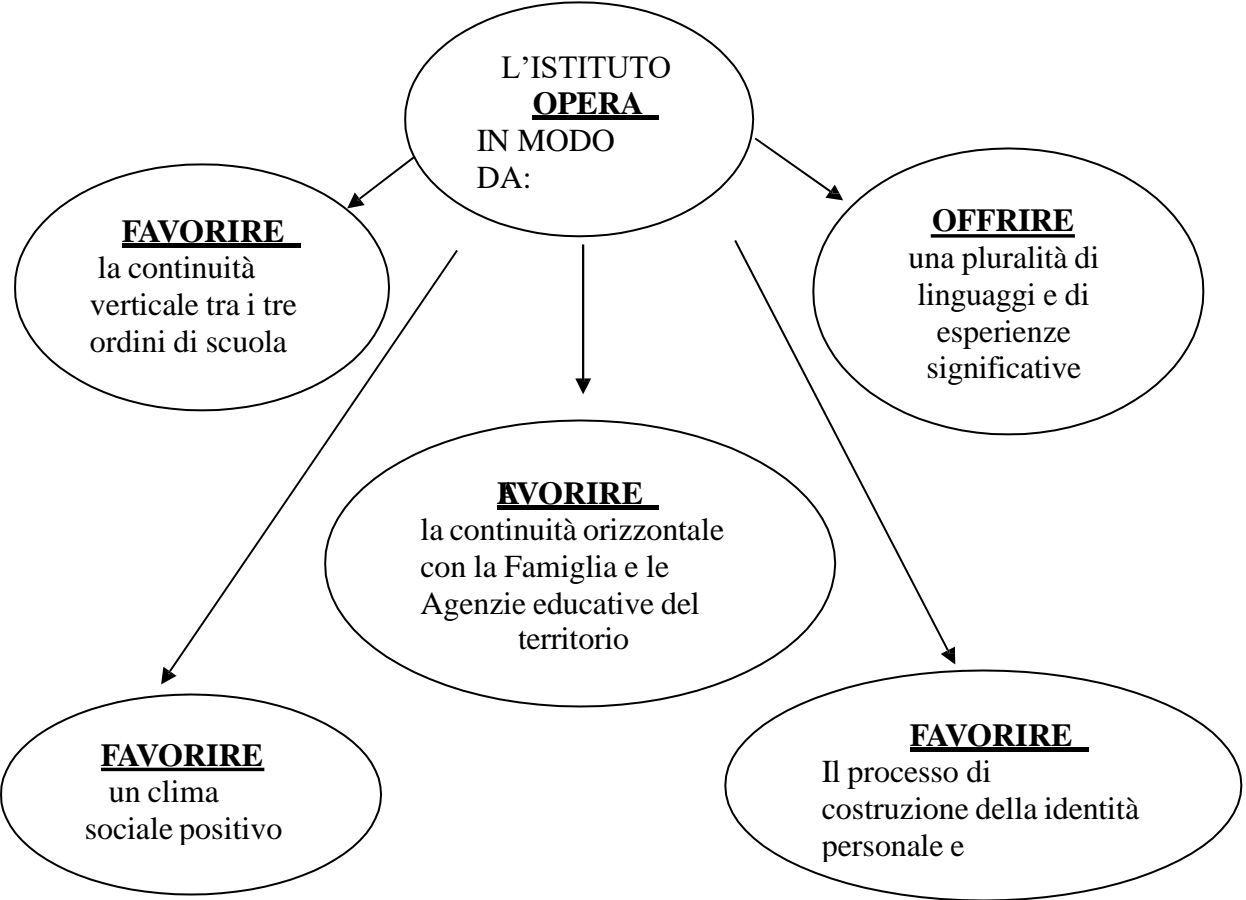 L’ISTITUTO
OPERA
IN MODO
DA:
FAVORIRE
la continuità
verticale tra i tre
ordini di scuola
OFFRIRE
una pluralità di
linguaggi e di
esperienze
significative
FAVORIRE
la continuità orizzontale
con la Famiglia e le
Agenzie educative del
territorio
FAVORIRE
un clima
sociale positivo
FAVORIRE
Il processo di
costruzione della identità
personale e